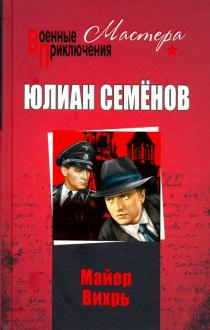 Военные
Приключения
Мастера
ЮЛИАН СЕМЁНОВ
Майор
Вихрь